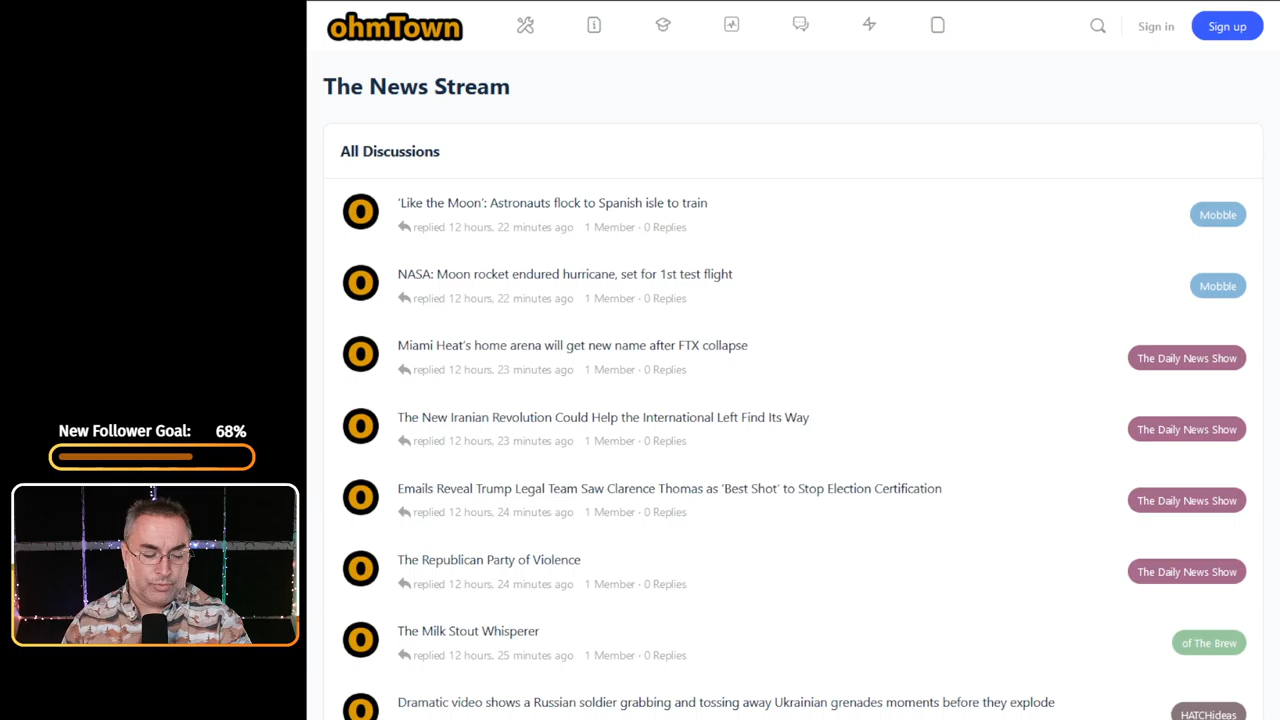 ohmTown
Sign in
Sign up
The News Stream
All Discussions
‘Like the Moon’: Astronauts flock to Spanish isle to train
replied 12 hours, 22 minutes ago 1 Member · 0 Replies
Mobble
NASA: Moon rocket endured hurricane, set for 1st test flight
replied 12 hours, 22 minutes ago 1 Member · 0 Replies
Mobble
Miami Heat’s home arena will get new name after FTX collapse
replied 12 hours, 23 minutes ago 1 Member · 0 Replies
The Daily News Show
The New Iranian Revolution Could Help the International Left Find Its Way
replied 12 hours, 23 minutes ago 1 Member · 0 Replies
The Daily News Show
Emails Reveal Trump Legal Team Saw Clarence Thomas as ‘Best Shot’ to Stop Election Certification
replied 12 hours, 24 minutes ago 1 Member · 0 Replies
The Daily News Show
The Republican Party of Violence
replied 12 hours, 24 minutes ago 1 Member · 0 Replies
The Daily News Show
The Milk Stout Whisperer
replied 12 hours, 25 minutes ago 1 Member · 0 Replies
of The Brew
Dramatic video shows a Russian soldier grabbing and tossing away Ukrainian grenades moments before they explode
HATCHideas
New Follower Goal: 68%